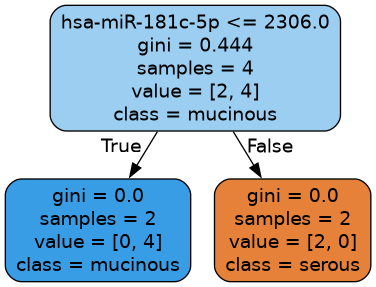 hsa-miR-181c-5p <= 2306.0
gini = 0.444
samples = 4
value = [2, 4]
class = mucinous
True
False
gini = 0.0
samples = 2
value = [0, 4]
class = mucinous
gini = 0.0
samples = 2
value = [2, 0]
class = serous